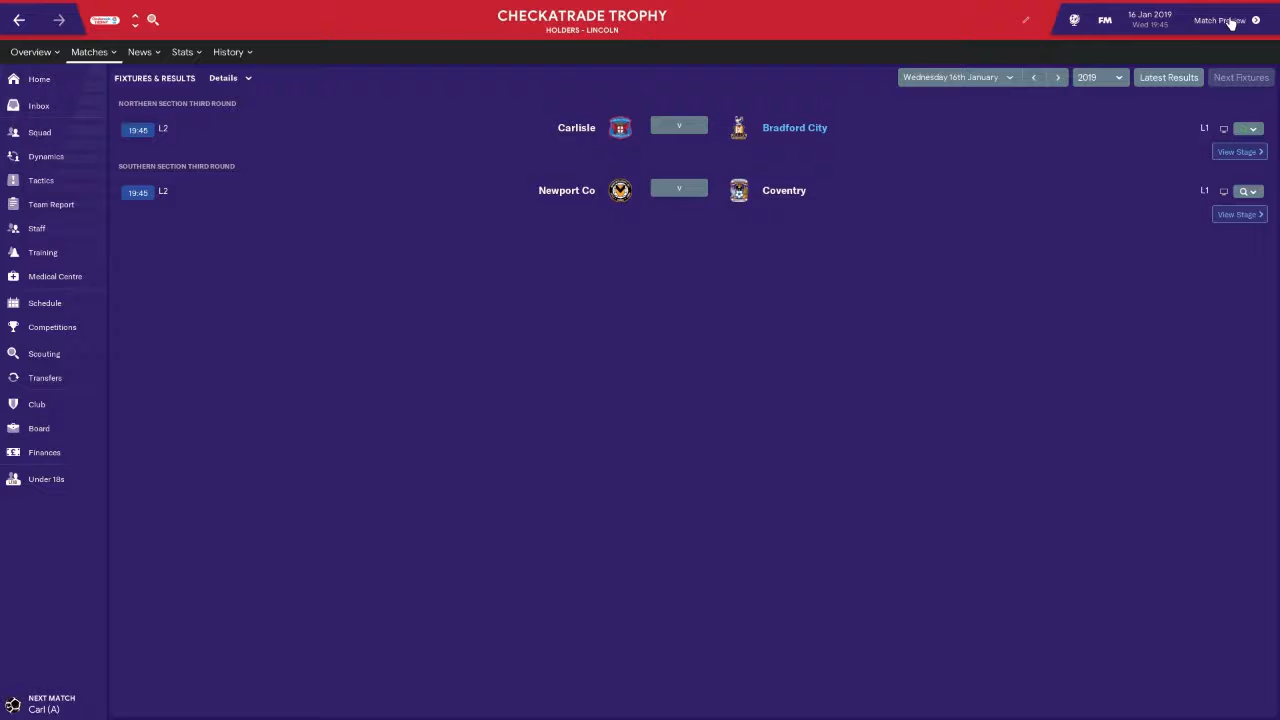 CHECKATRADE TROPHY
HOLDERS - LINCOLN
FM
16 Jan 2019
Wed 19:45
Match Preview
Overview
Matches
News
Stats
History
Home
Inbox
Squad
Dynamics
Tactics
Team Report
Staff
Training
Medical Centre
Schedule
Competitions
Scouting
Transfers
Club
Board
Finances
Under 18s
NEXT MATCH
Carl (A)
FIXTURES & RESULTS Details
Wednesday 16th January
2019
Latest Results
Next Fixtures
NORTHERN SECTION THIRD ROUND
19:45 L2 Carlisle v Bradford City L1
View Stage
SOUTHERN SECTION THIRD ROUND
19:45 L2 Newport Co v Coventry L1
View Stage